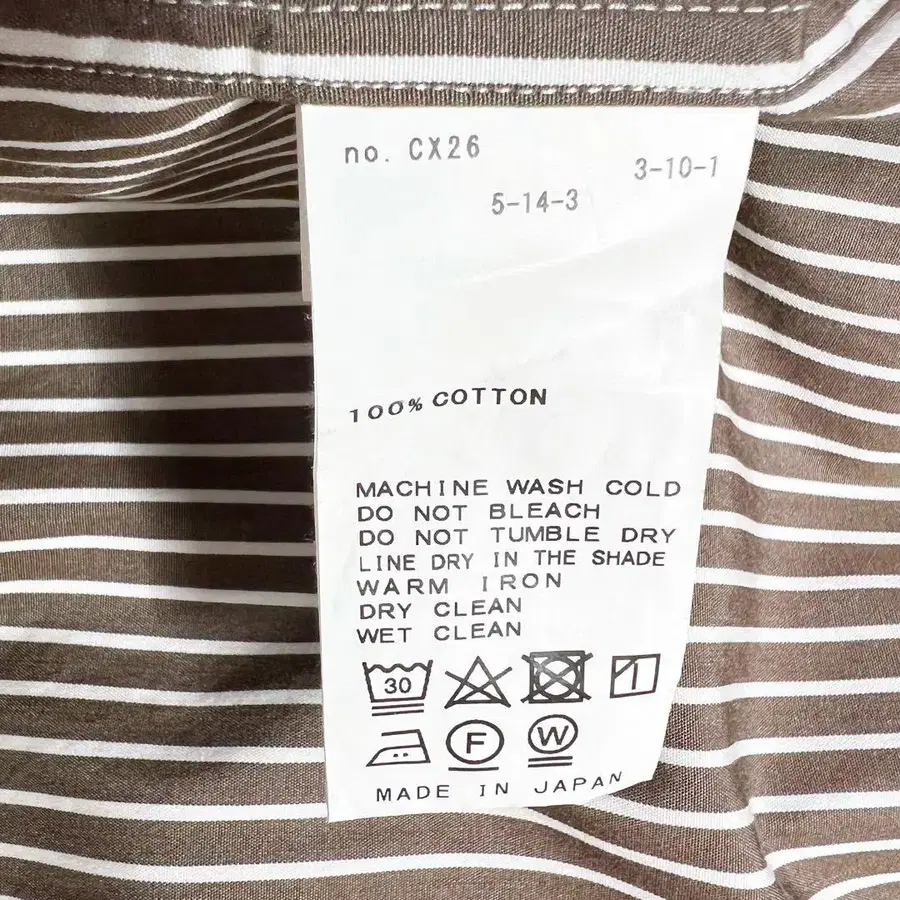 no. CX26
3-10-1
5-14-3
100% COTTON
MACHINE WASH COLD
DO NOT BLEACH
DO NOT TUMBLE DRY
LINE DRY IN THE SHADE
WARM IRON
DRY CLEAN
WET CLEAN
30
F W
MADE IN JAPAN